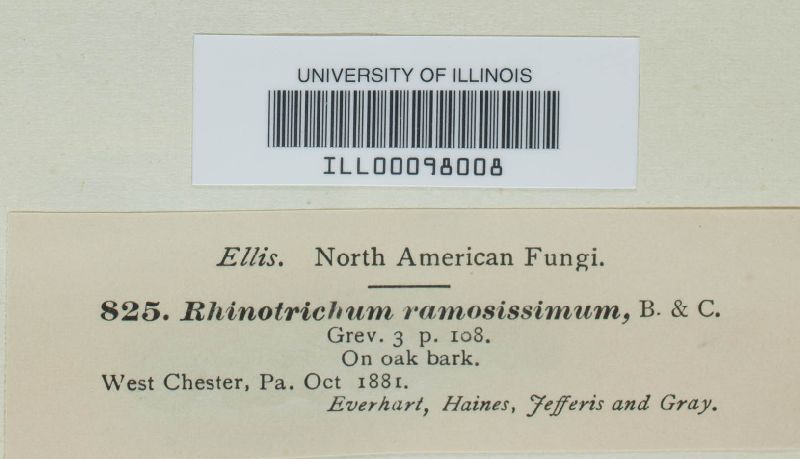 UNIVERSITY OF ILLINOIS
ILL00098008
Ellis. North American Fungi.
825. Rhinotrichum ramosissimum, B. & C.
Grev. 3 p. 108.
On oak bark.
West Chester, Pa. Oct 1881.
Everhart, Haines, Jefferis and Gray.